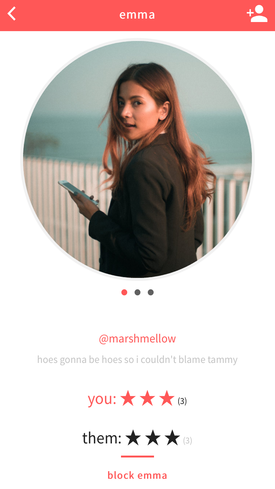 emma
@marshmellow
hoes gonna be hoes so i couldn't blame tammy
you: ★★★ (3)
them: ★★★ (3)
block emma